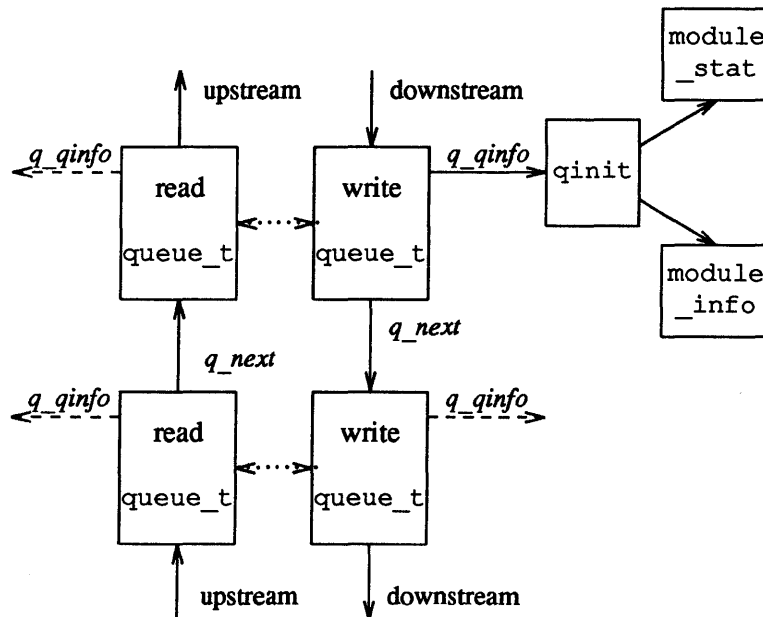 module
_stat
upstream
downstream
q_qinfo
read
write
q_qinfo
qinit
queue_t
queue_t
module
_info
q_next
q_next
q_qinfo
read
write
q_qinfo
queue_t
queue_t
upstream
downstream